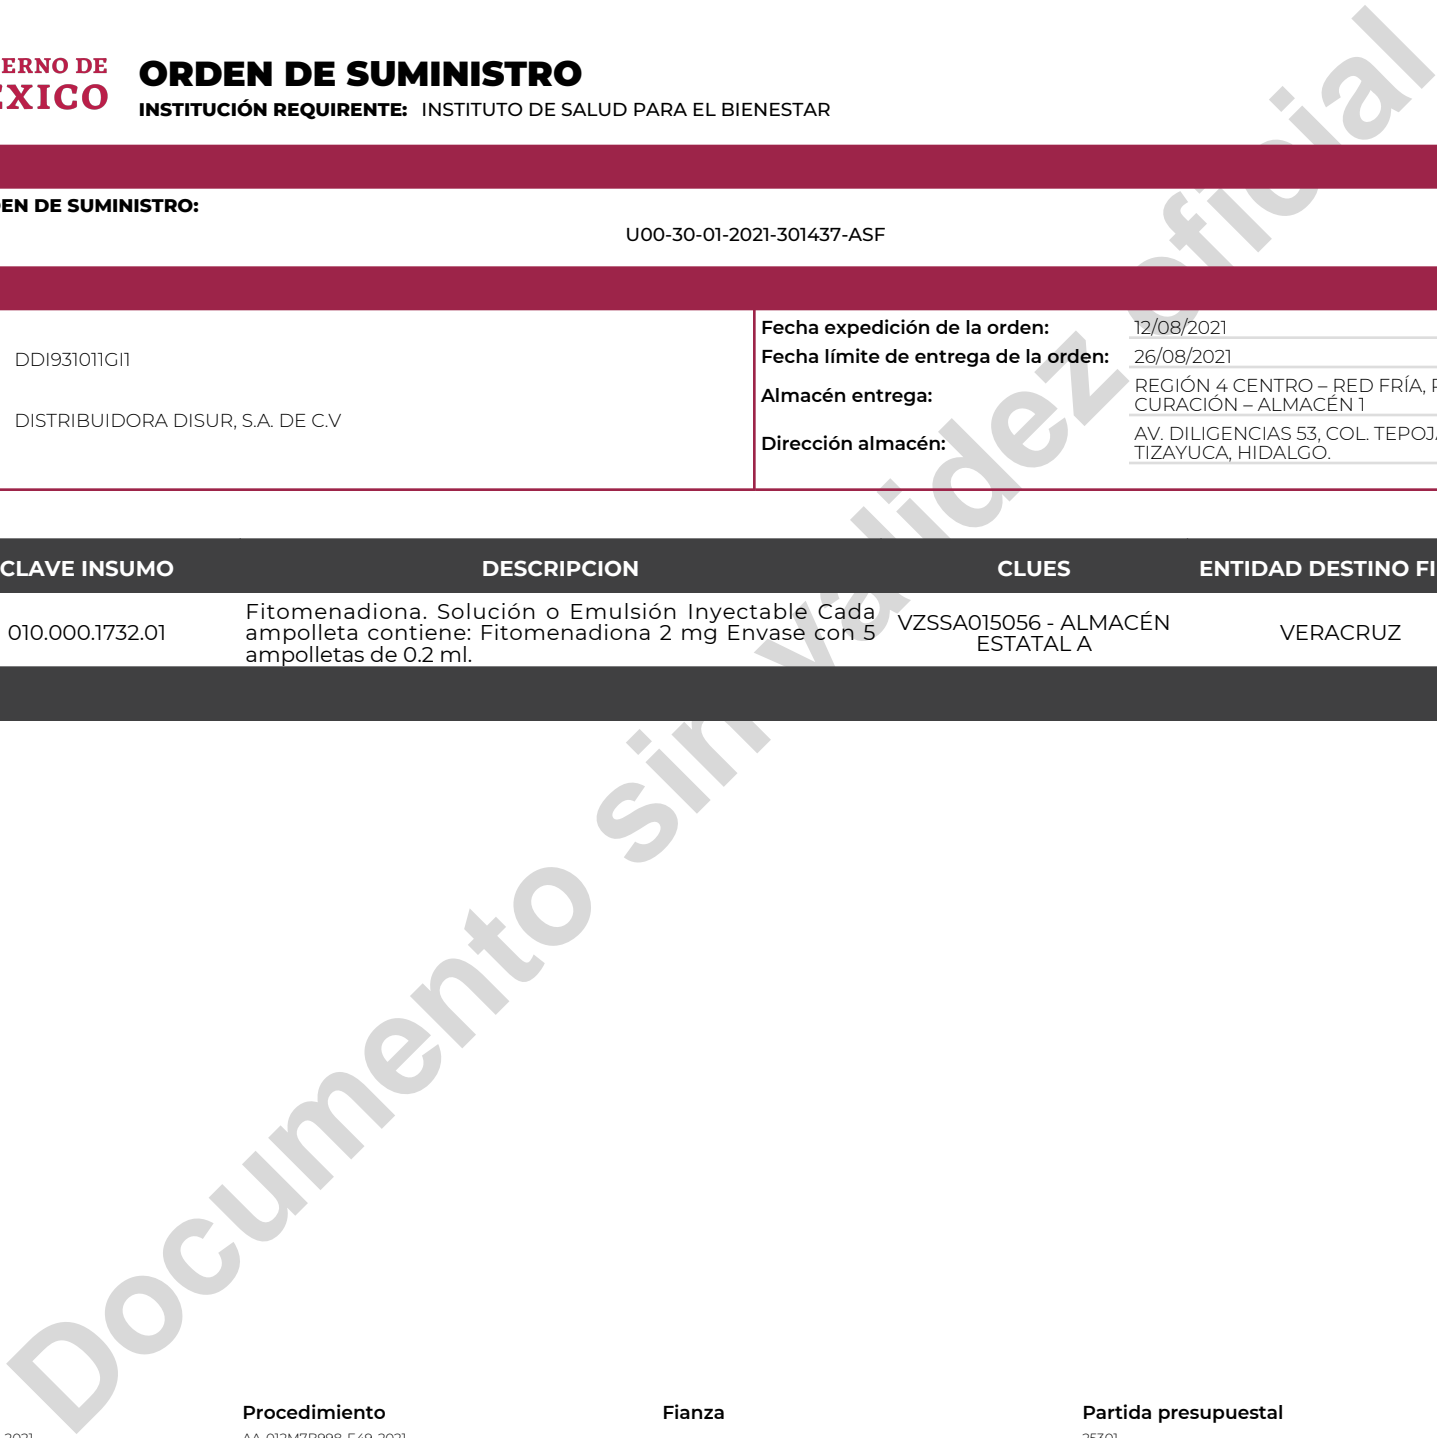 ERNO DE
ORDEN DE SUMINISTRO
INSTITUCIÓN REQUIRENTE: INSTITUTO DE SALUD PARA EL BIENESTAR
EN DE SUMINISTRO:
U00-30-01-2021-301437-ASF
DDI931011GI1
DISTRIBUIDORA DISUR, S.A. DE C.V
Fecha expedición de la orden: 12/08/2021
Fecha límite de entrega de la orden: 26/08/2021
Almacén entrega: REGIÓN 4 CENTRO – RED FRÍA,
CURACIÓN – ALMACÉN 1
Dirección almacén: AV. DILIGENCIAS 53, COL.
TIZAYUCA, HIDALGO.
CLAVE INSUMO DESCRIPCION CLUES ENTIDAD DESTINO FI
010.000.1732.01 Fitomenadiona. Solución o Emulsión Inyectable Cada
ampolleta contiene: Fitomenadiona 2 mg Envase con 5
ampolletas de 0.2 ml.
VZSSA015056 - ALMACÉN
ESTATAL A
VERACRUZ
Documento sin validez oficial
Procedimiento Fianza Partida presupuestal